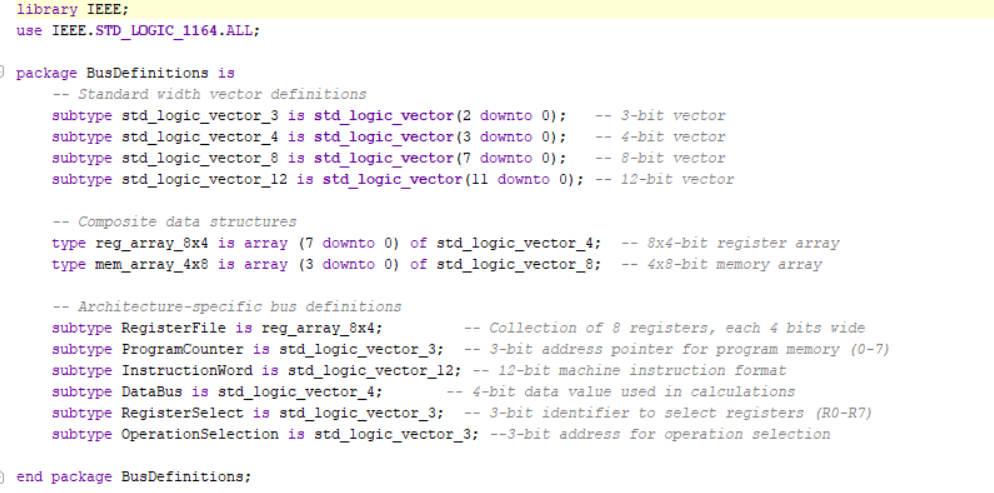 library IEEE;
use IEEE.STD_LOGIC_1164.ALL;
package BusDefinitions is
-- Standard width vector definitions
subtype std_logic_vector_3 is std_logic_vector(2 downto 0); -- 3-bit vector
subtype std_logic_vector_4 is std_logic_vector(3 downto 0); -- 4-bit vector
subtype std_logic_vector_8 is std_logic_vector(7 downto 0); -- 8-bit vector
subtype std_logic_vector_12 is std_logic_vector(11 downto 0); -- 12-bit vector
-- Composite data structures
type reg_array_8x4 is array (7 downto 0) of std_logic_vector_4; -- 8x4-bit register array
type mem_array_4x8 is array (3 downto 0) of std_logic_vector_8; -- 4x8-bit memory array
-- Architecture-specific bus definitions
subtype RegisterFile is reg_array_8x4; -- Collection of 8 registers, each 4 bits wide
subtype ProgramCounter is std_logic_vector_3; -- 3-bit address pointer for program memory (0-7)
subtype InstructionWord is std_logic_vector_12; -- 12-bit machine instruction format
subtype DataBus is std_logic_vector_4; -- 4-bit data value used in calculations
subtype RegisterSelect is std_logic_vector_3; -- 3-bit identifier to select registers (R0-R7)
subtype OperationSelection is std_logic_vector_3; --3-bit address for operation selection
end package BusDefinitions;